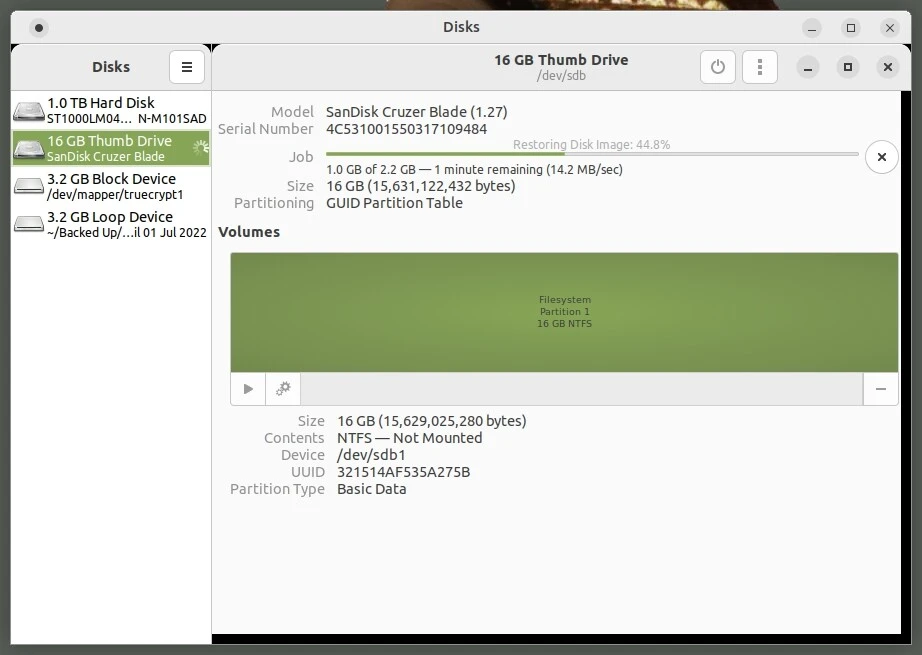 Disks
Disks
16 GB Thumb Drive
/dev/sdb
1.0 TB Hard Disk
ST1000LM04… N-M101SAD
16 GB Thumb Drive
SanDisk Cruzer Blade
3.2 GB Block Device
/dev/mapper/truecrypt1
3.2 GB Loop Device
~/Backed Up/…il 01 Jul 2022
Model SanDisk Cruzer Blade (1.27)
Serial Number 4C531001550317109484
Restoring Disk Image: 44.8%
Job
1.0 GB of 2.2 GB — 1 minute remaining (14.2 MB/sec)
Size 16 GB (15,631,122,432 bytes)
Partitioning GUID Partition Table
Volumes
Filesystem
Partition 1
16 GB NTFS
Size 16 GB (15,629,025,280 bytes)
Contents NTFS — Not Mounted
Device /dev/sdb1
UUID 321514AF535A275B
Partition Type Basic Data